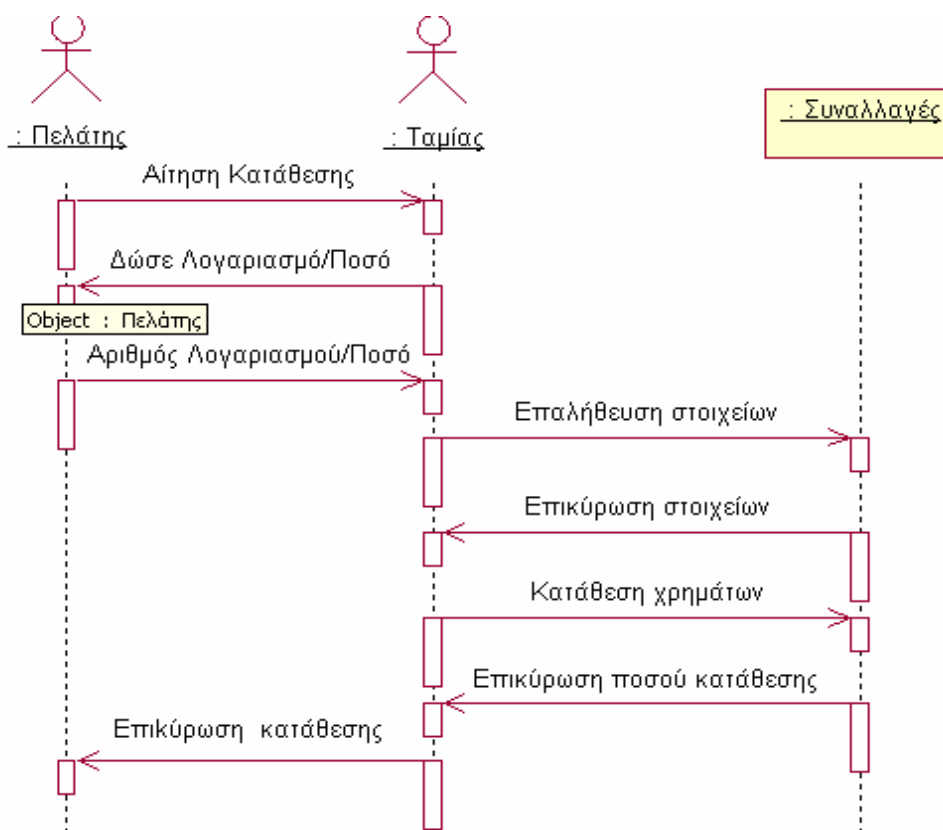 : Πελάτης
: Ταμίας
: Συναλλαγές
Αίτηση Κατάθεσης
Δώσε Λογαριασμό/Ποσό
Object : Πελάτης
Αριθμός Λογαριασμού/Ποσό
Επαλήθευση στοιχείων
Επικύρωση στοιχείων
Κατάθεση χρημάτων
Επικύρωση ποσού κατάθεσης
Επικύρωση κατάθεσης